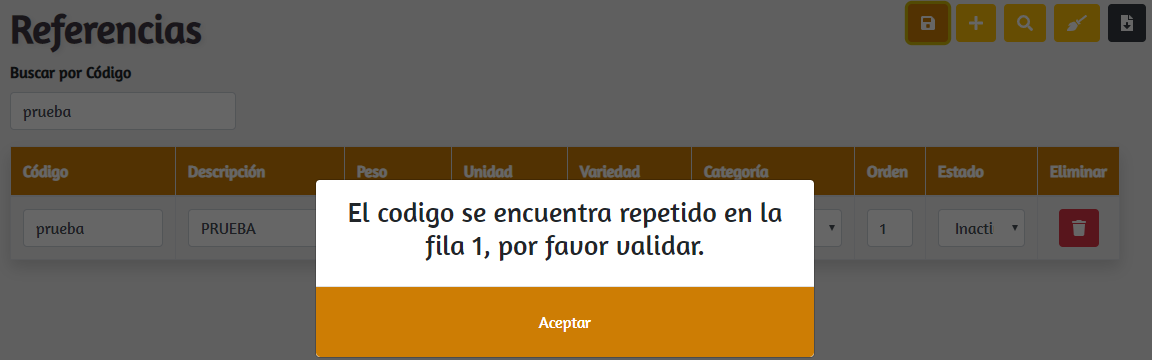 Referencias
Buscar por Código
prueba
Código Descripción Peso Unidad Variedad Categoría Orden Estado Eliminar
prueba PRUEBA 1 Inacti
El codigo se encuentra repetido en la
fila 1, por favor validar.
Aceptar